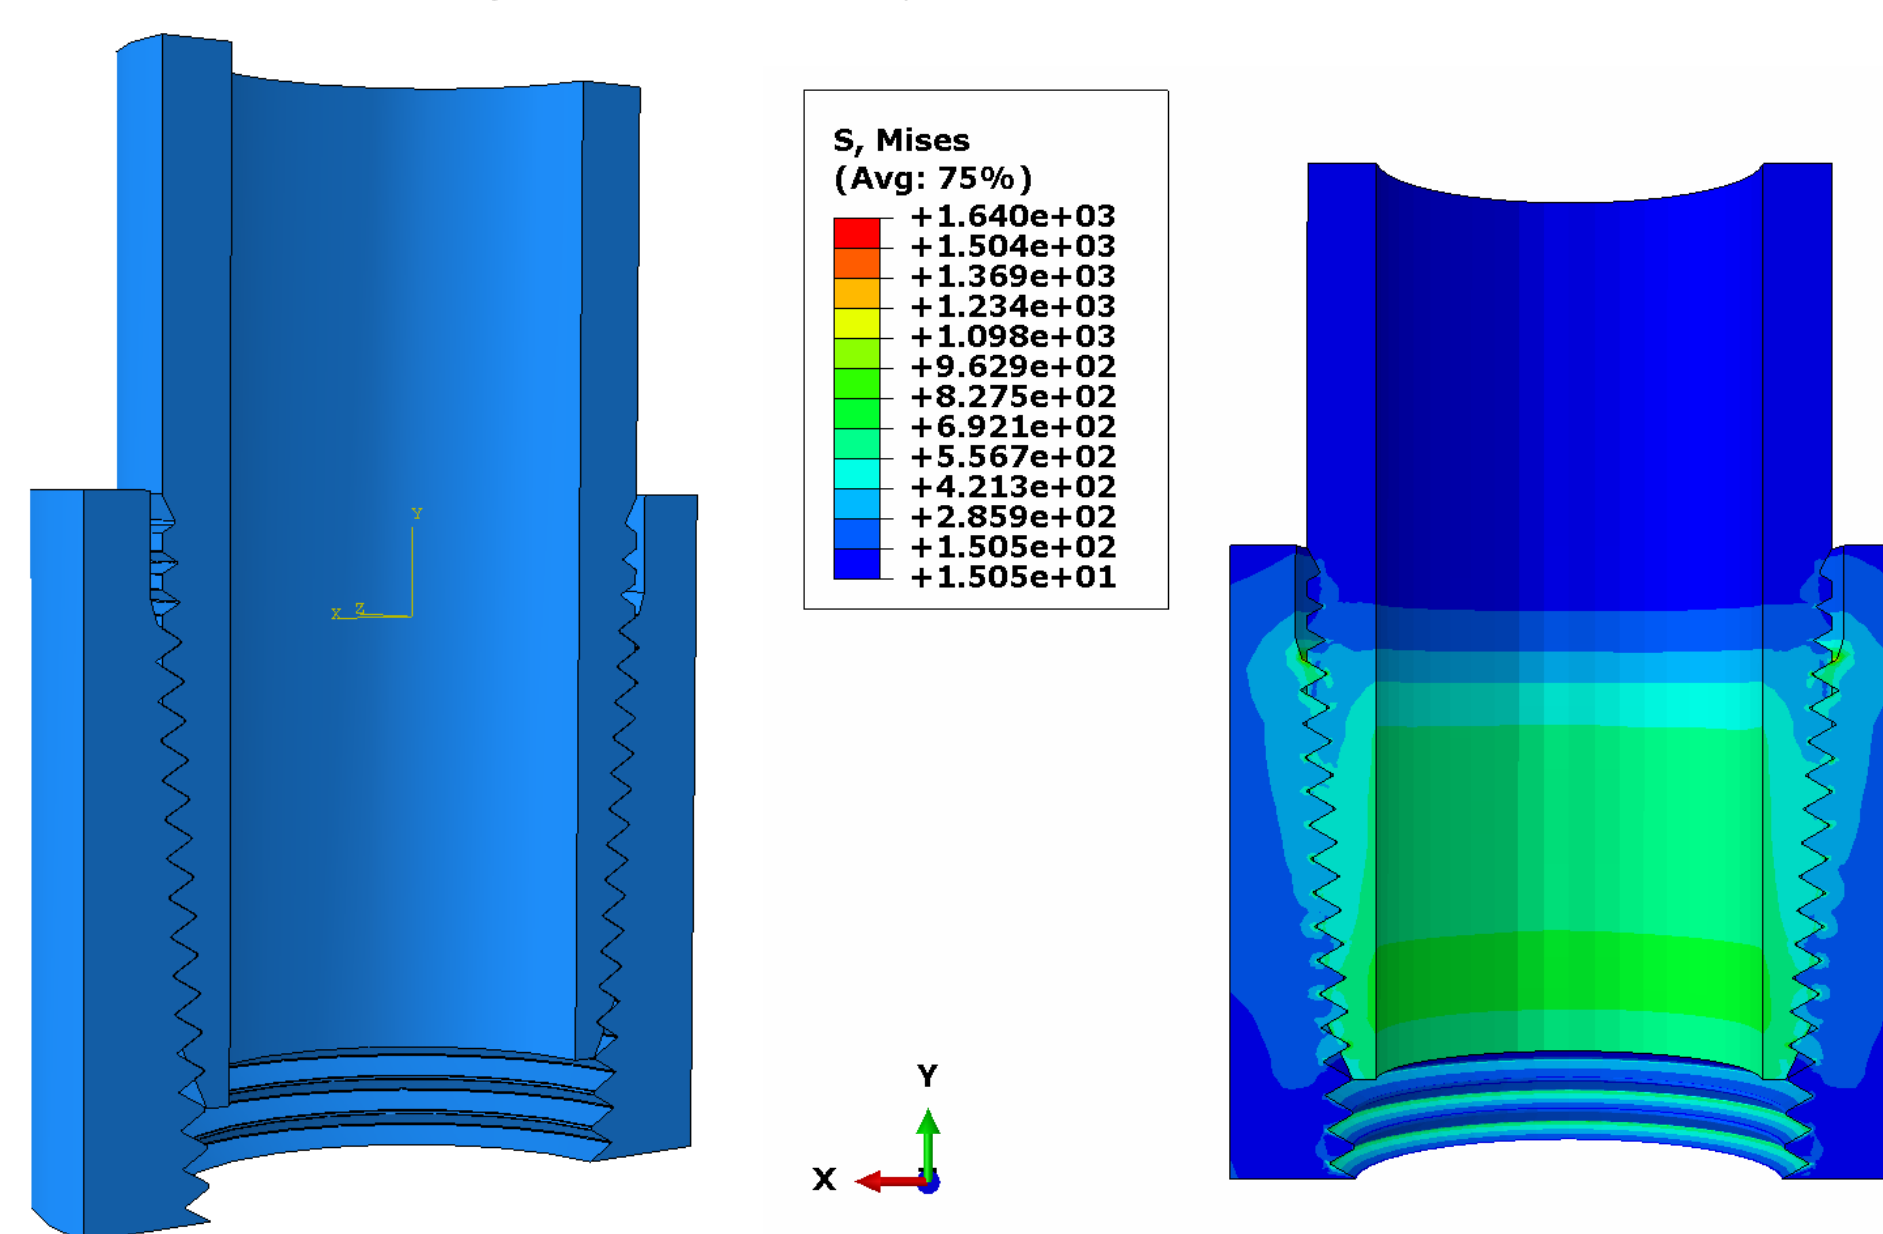 Y
X Z
S, Mises
(Avg: 75%)
+1.640e+03
+1.504e+03
+1.369e+03
+1.234e+03
+1.098e+03
+9.629e+02
+8.275e+02
+6.921e+02
+5.567e+02
+4.213e+02
+2.859e+02
+1.505e+02
+1.505e+01
Y
X